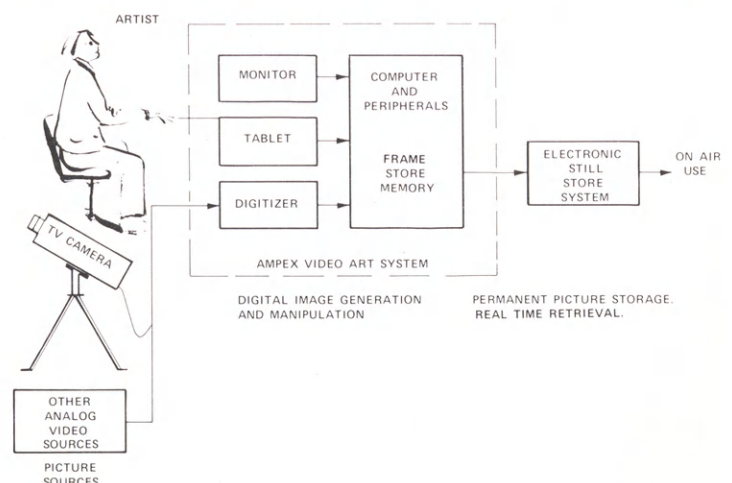 ARTIST
MONITOR
TABLET
DIGITIZER
COMPUTER
AND
PERIPHERALS
FRAME
STORE
MEMORY
ELECTRONIC
STILL
STORE
SYSTEM
ON AIR
USE
TV CAMERA
AMPEX VIDEO ART SYSTEM
DIGITAL IMAGE GENERATION
AND MANIPULATION
PERMANENT PICTURE STORAGE.
REAL TIME RETRIEVAL.
OTHER
ANALOG
VIDEO
SOURCES
PICTURE
SOURCES